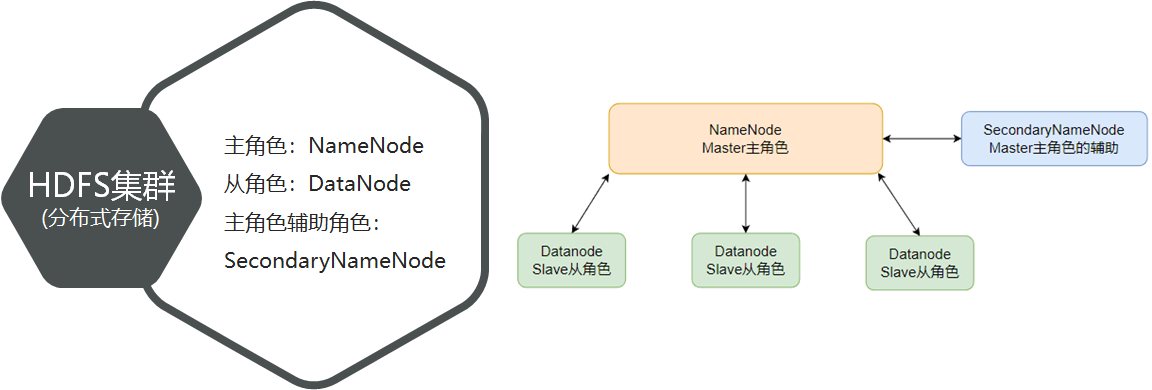 HDFS集群
(分布式存储)
主角色：NameNode
从角色：DataNode
主角色辅助角色：
SecondaryNameNode
NameNode
Master主角色
SecondaryNameNode
Master主角色的辅助
Datanode
Slave从角色
Datanode
Slave从角色
Datanode
Slave从角色